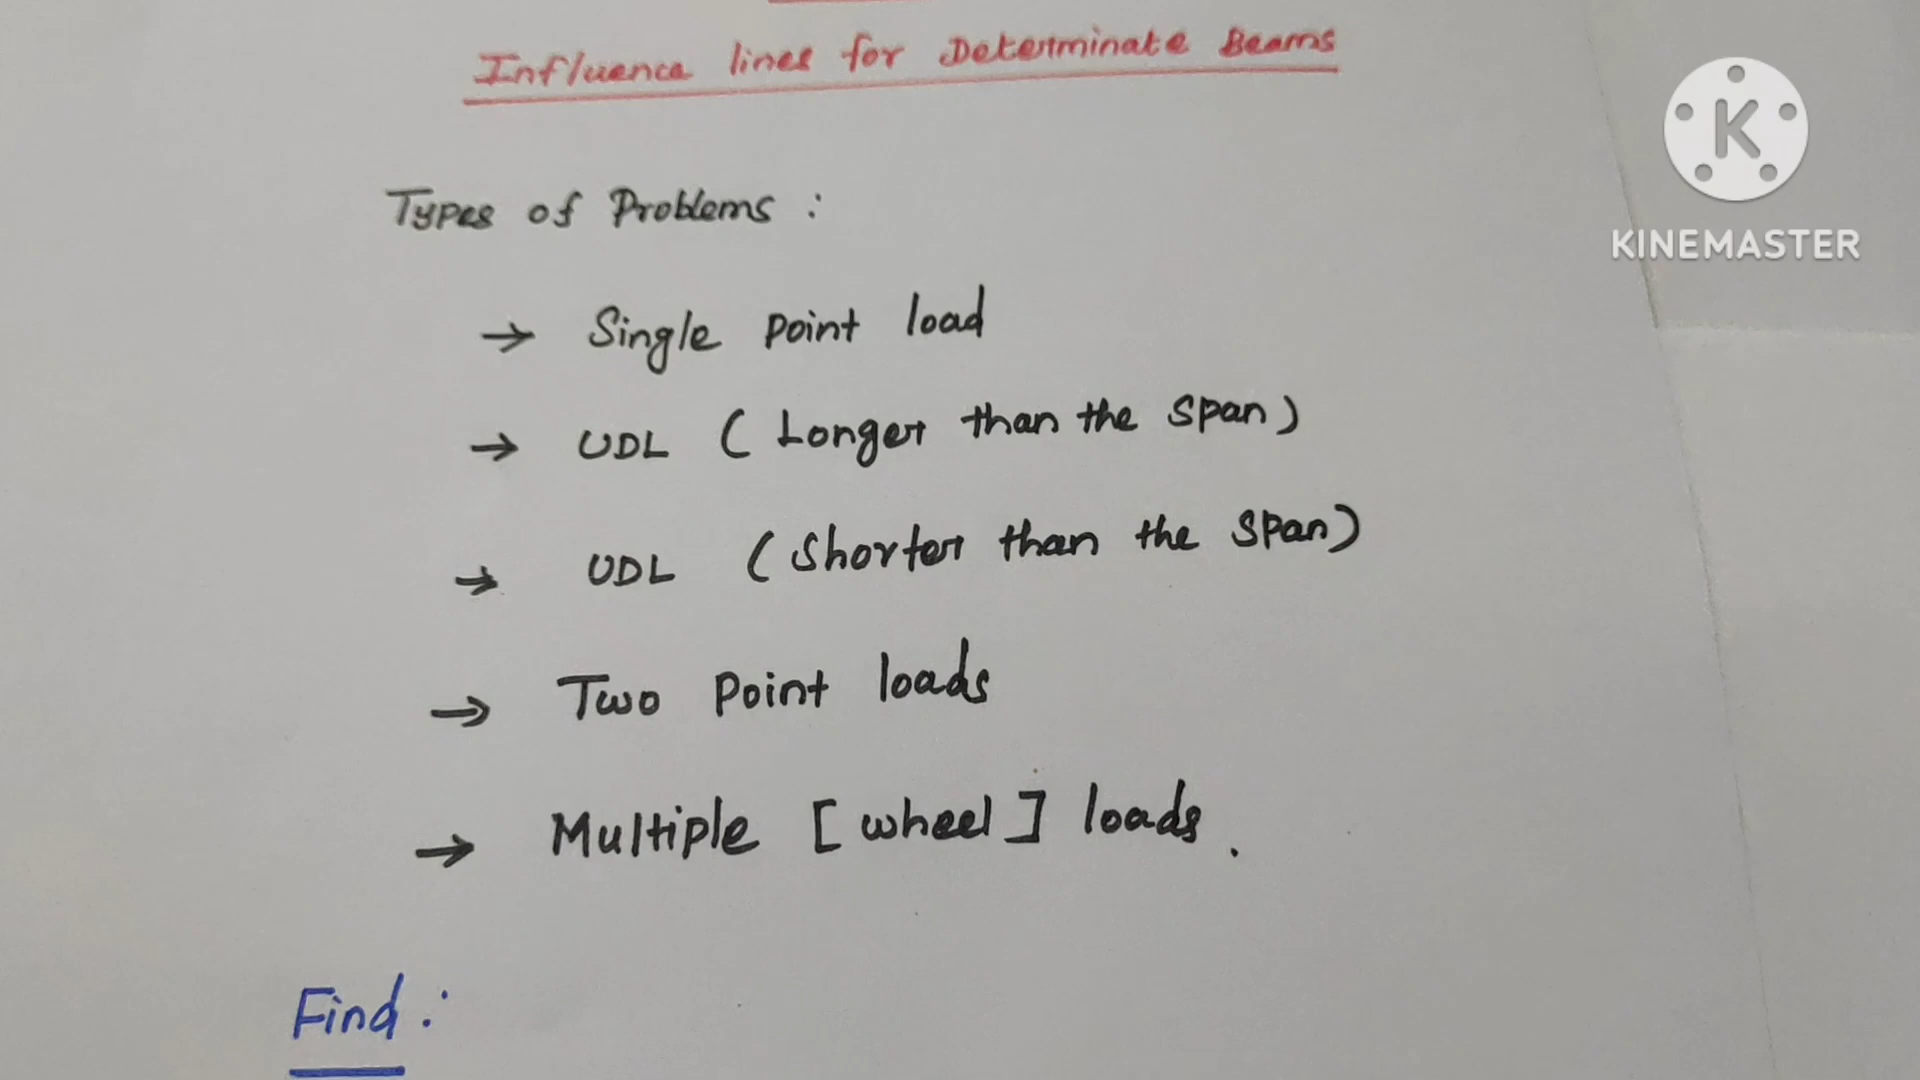 Influence lines for Determinate Beams
Types of Problems :
→ Single point load
→ UDL ( Longer than the span)
→ UDL ( shorter than the span)
→ Two point loads
→ Multiple [ wheel ] loads.
Find :
K
KINEMASTER